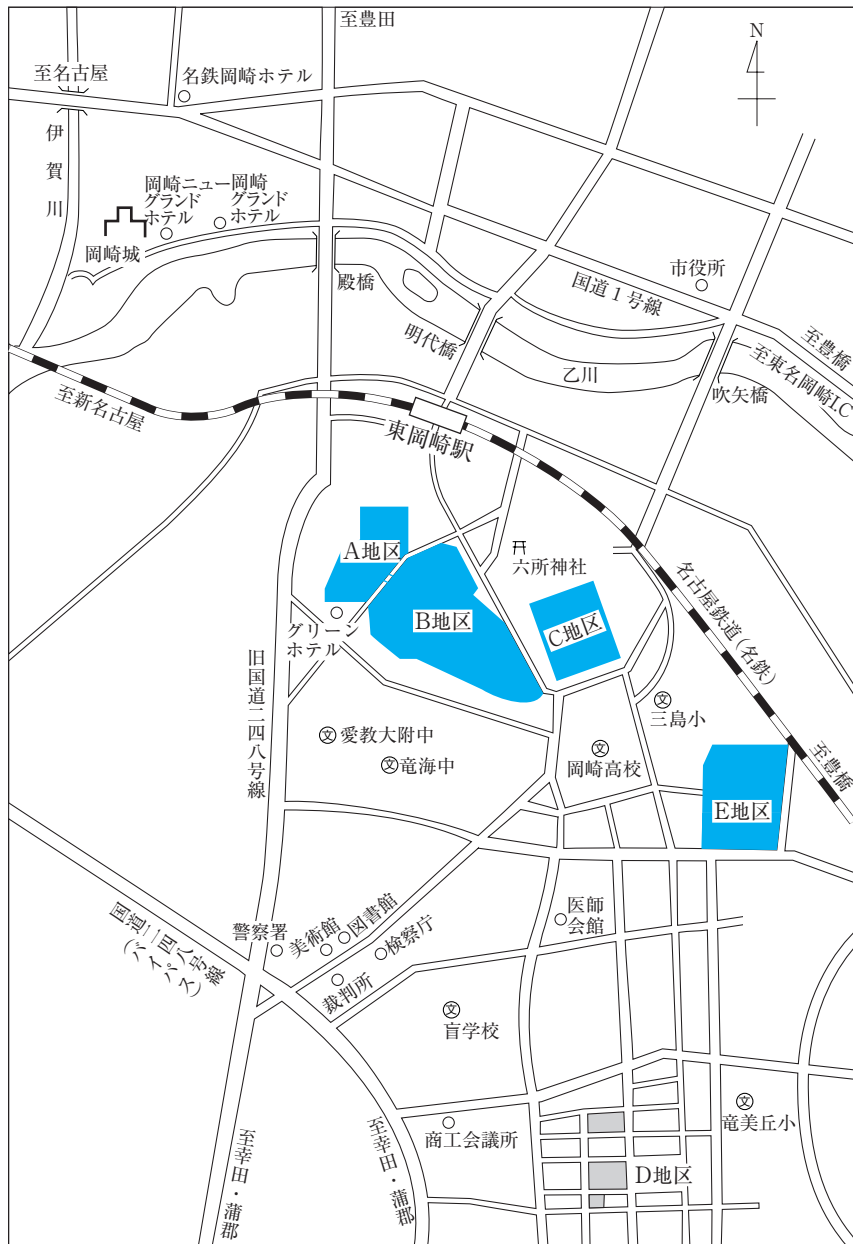 至豊田
N
至名古屋
名鉄岡崎ホテル
伊賀川
岡崎ニュー
グランド
ホテル
岡崎
グランド
ホテル
岡崎城
殿橋
市役所
国道1号線
明代橋
乙川
至豊橋
至東名岡崎I.C
吹矢橋
至新名古屋
東岡崎駅
A地区
六所神社
名古屋鉄道(名鉄)
B地区
C地区
グリーン
ホテル
旧国道二四八号線
文
三島小
文
愛教大附中
文
竜海中
文
岡崎高校
至豊橋
E地区
国道二四八号線
(バイパス)
警察署
美術館
図書館
検察庁
裁判所
医師
会館
文
盲学校
文
竜美丘小
商工会議所
至幸田・蒲郡
至幸田・蒲郡
D地区